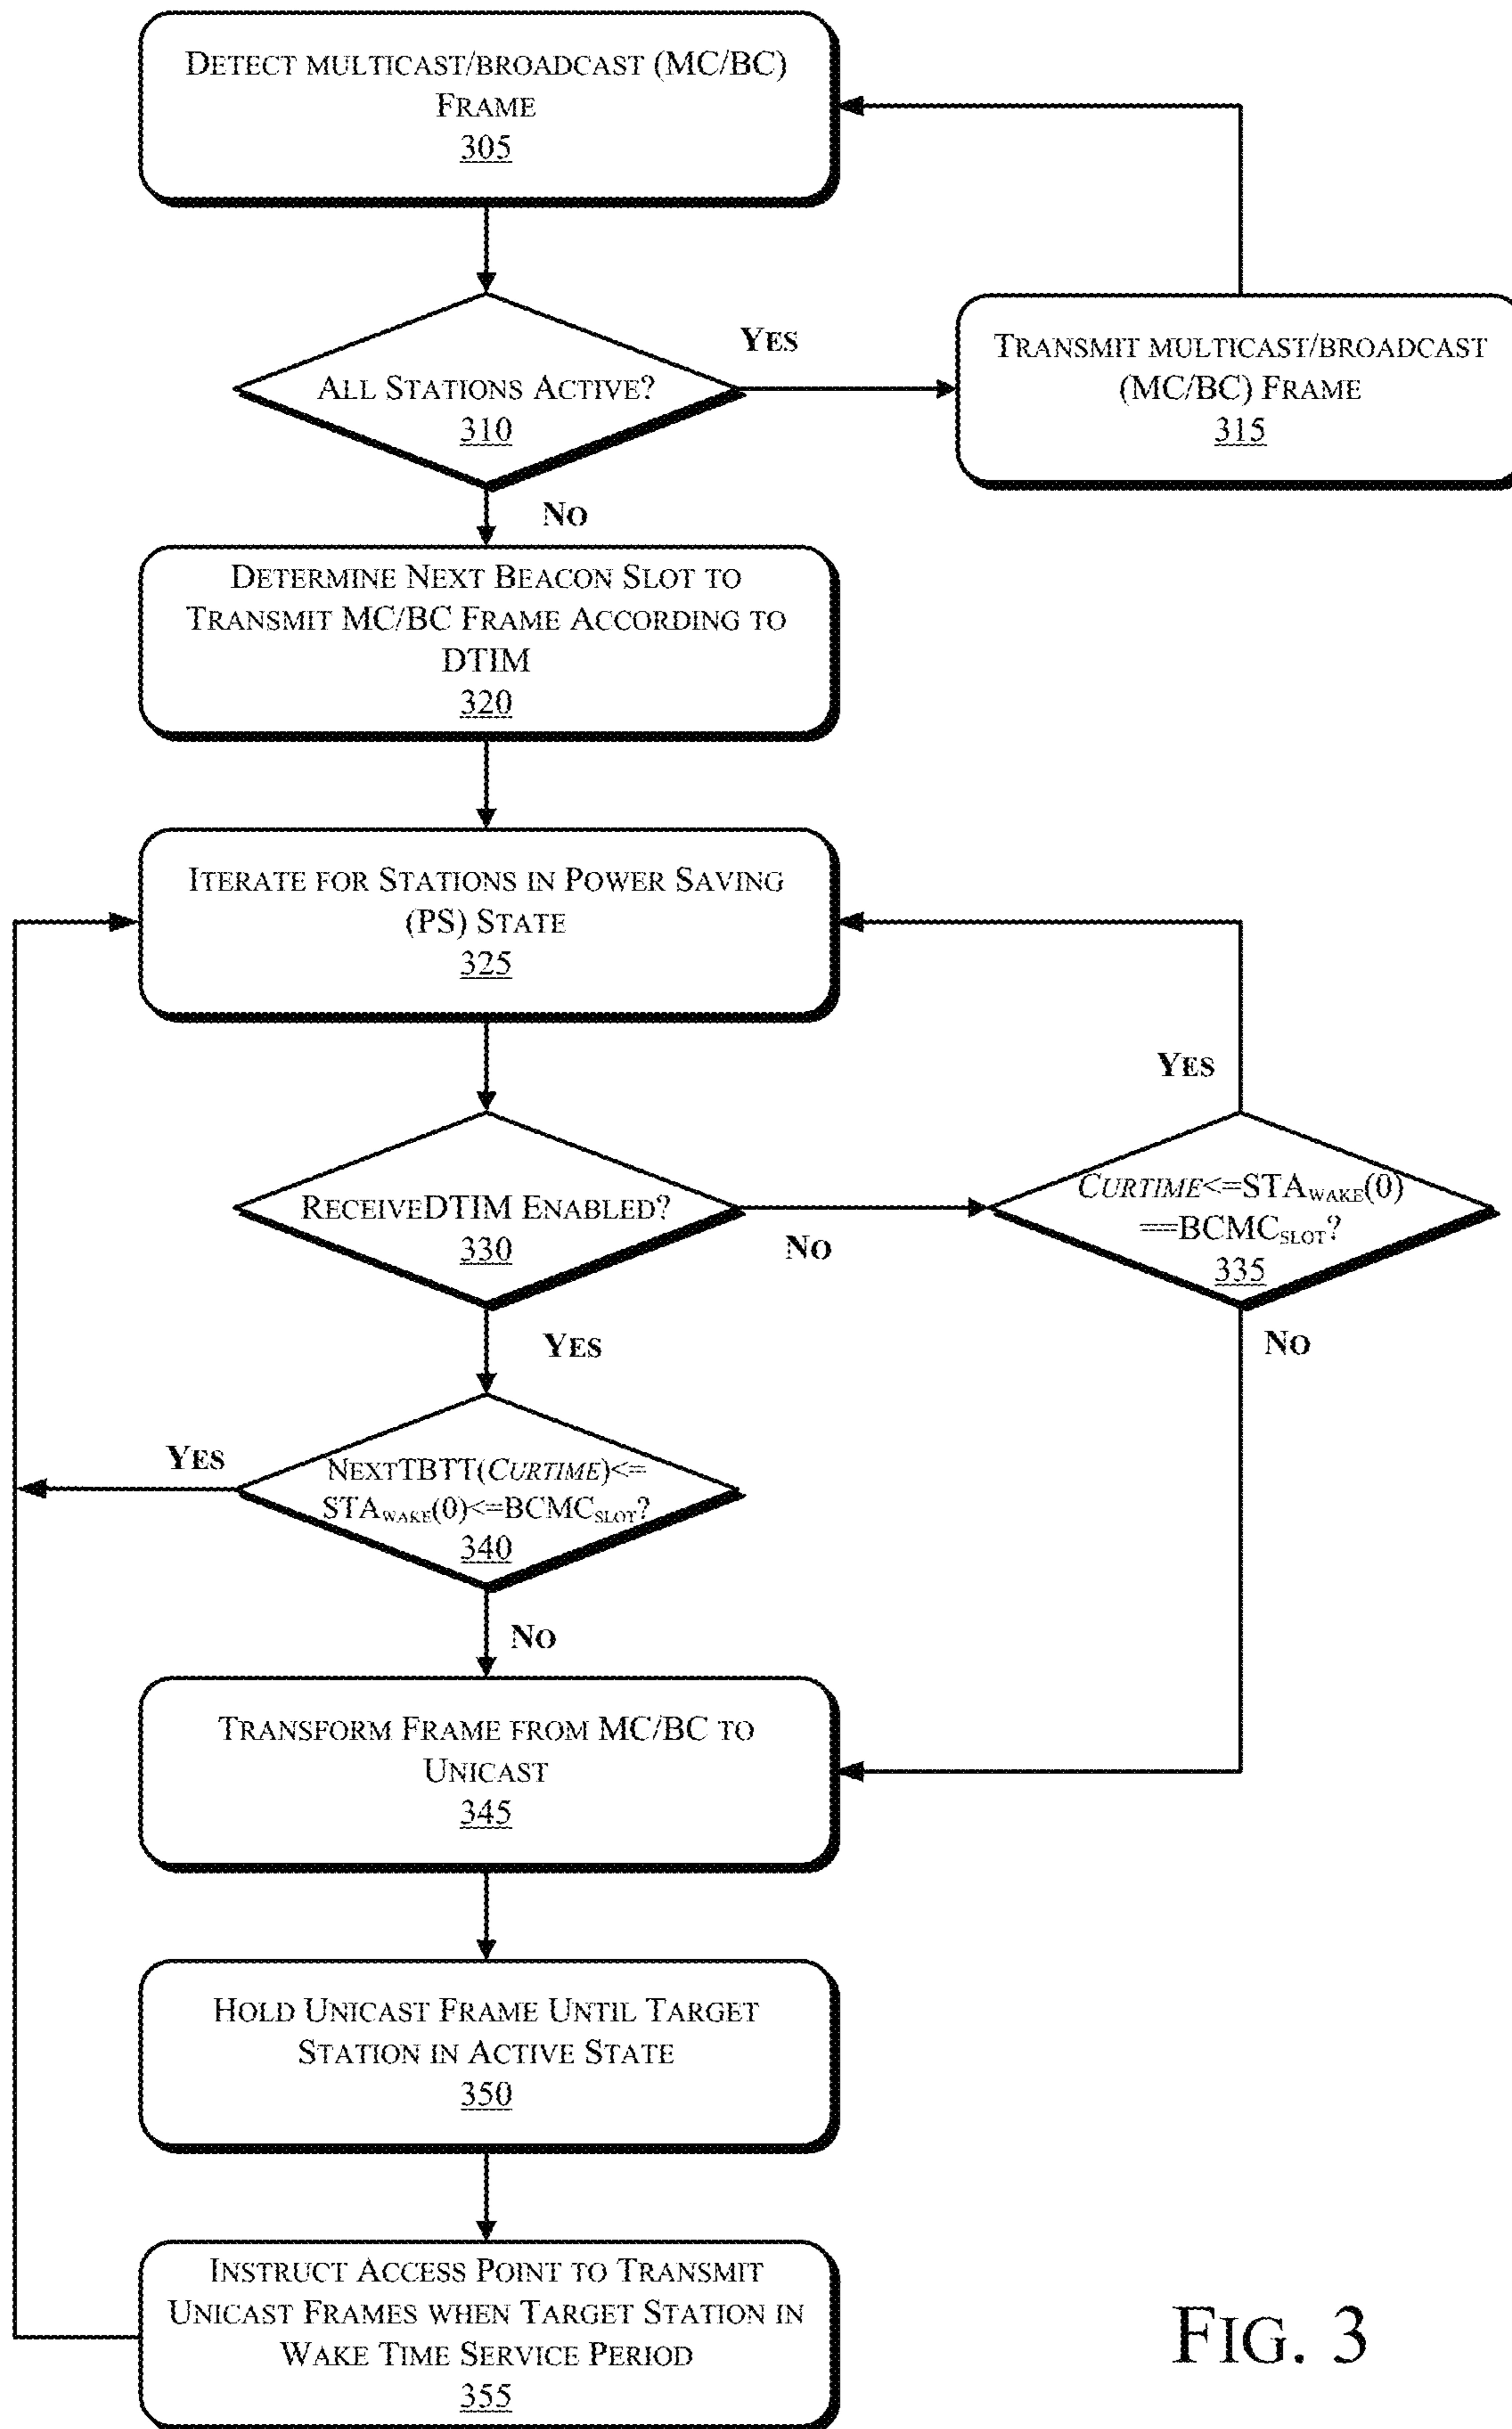 DETECT MULTICAST/BROADCAST (MC/BC)
FRAME
305
ALL STATIONS ACTIVE?
310
YES
TRANSMIT MULTICAST/BROADCAST
(MC/BC) FRAME
315
NO
DETERMINE NEXT BEACON SLOT TO
TRANSMIT MC/BC FRAME ACCORDING TO
DTIM
320
ITERATE FOR STATIONS IN POWER SAVING
(PS) STATE
325
YES
RECEIVEDTIM ENABLED?
330
NO
CURTIME<=STAWAKE(0)
==BCMCSLOT?
335
YES
NO
YES
NEXTTBTT(CURTIME)<=
STAWAKE(0)<=BCMCSLOT?
340
NO
TRANSFORM FRAME FROM MC/BC TO
UNICAST
345
HOLD UNICAST FRAME UNTIL TARGET
STATION IN ACTIVE STATE
350
INSTRUCT ACCESS POINT TO TRANSMIT
UNICAST FRAMES WHEN TARGET STATION IN
WAKE TIME SERVICE PERIOD
355
FIG. 3